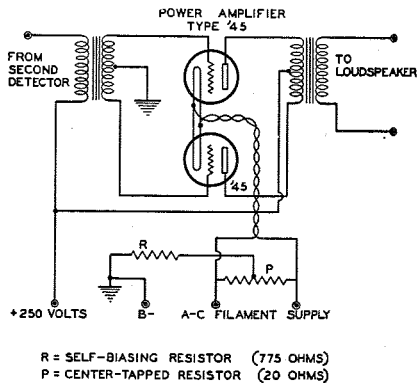 POWER AMPLIFIER
TYPE '45
FROM
SECOND
DETECTOR
TO
LOUDSPEAKER
'45
R
P
+250 VOLTS
B-
A-C FILAMENT SUPPLY
R = SELF-BIASING RESISTOR (775 OHMS)
P = CENTER-TAPPED RESISTOR (20 OHMS)